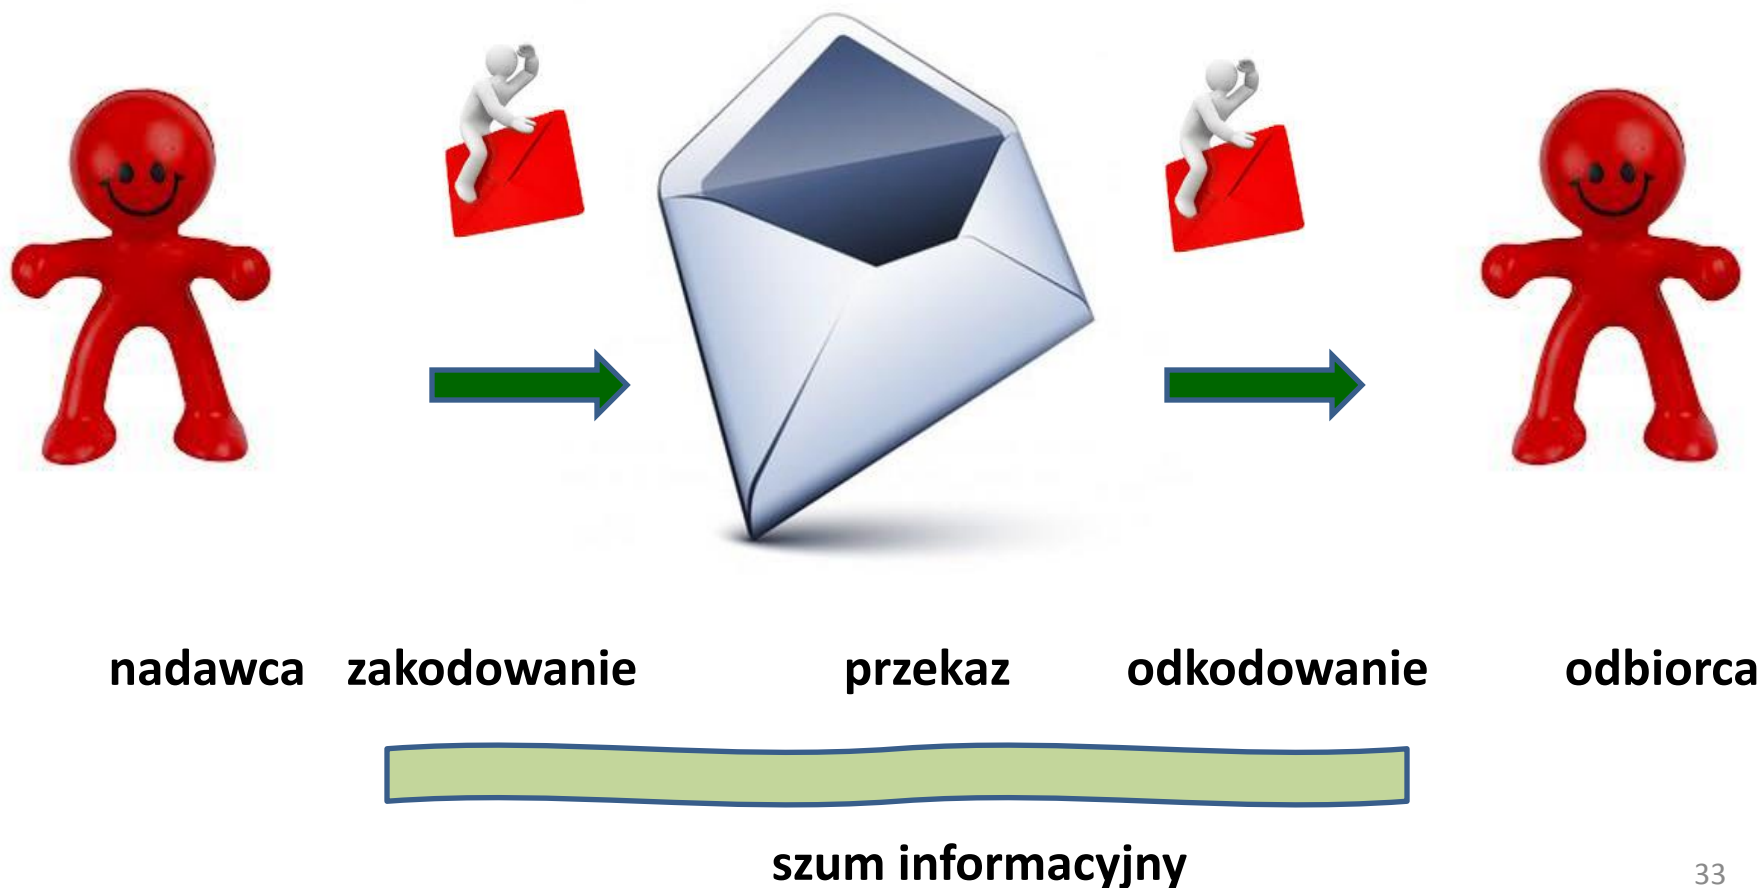 nadawca zakodowanie przekaz odkodowanie odbiorca
szum informacyjny
33